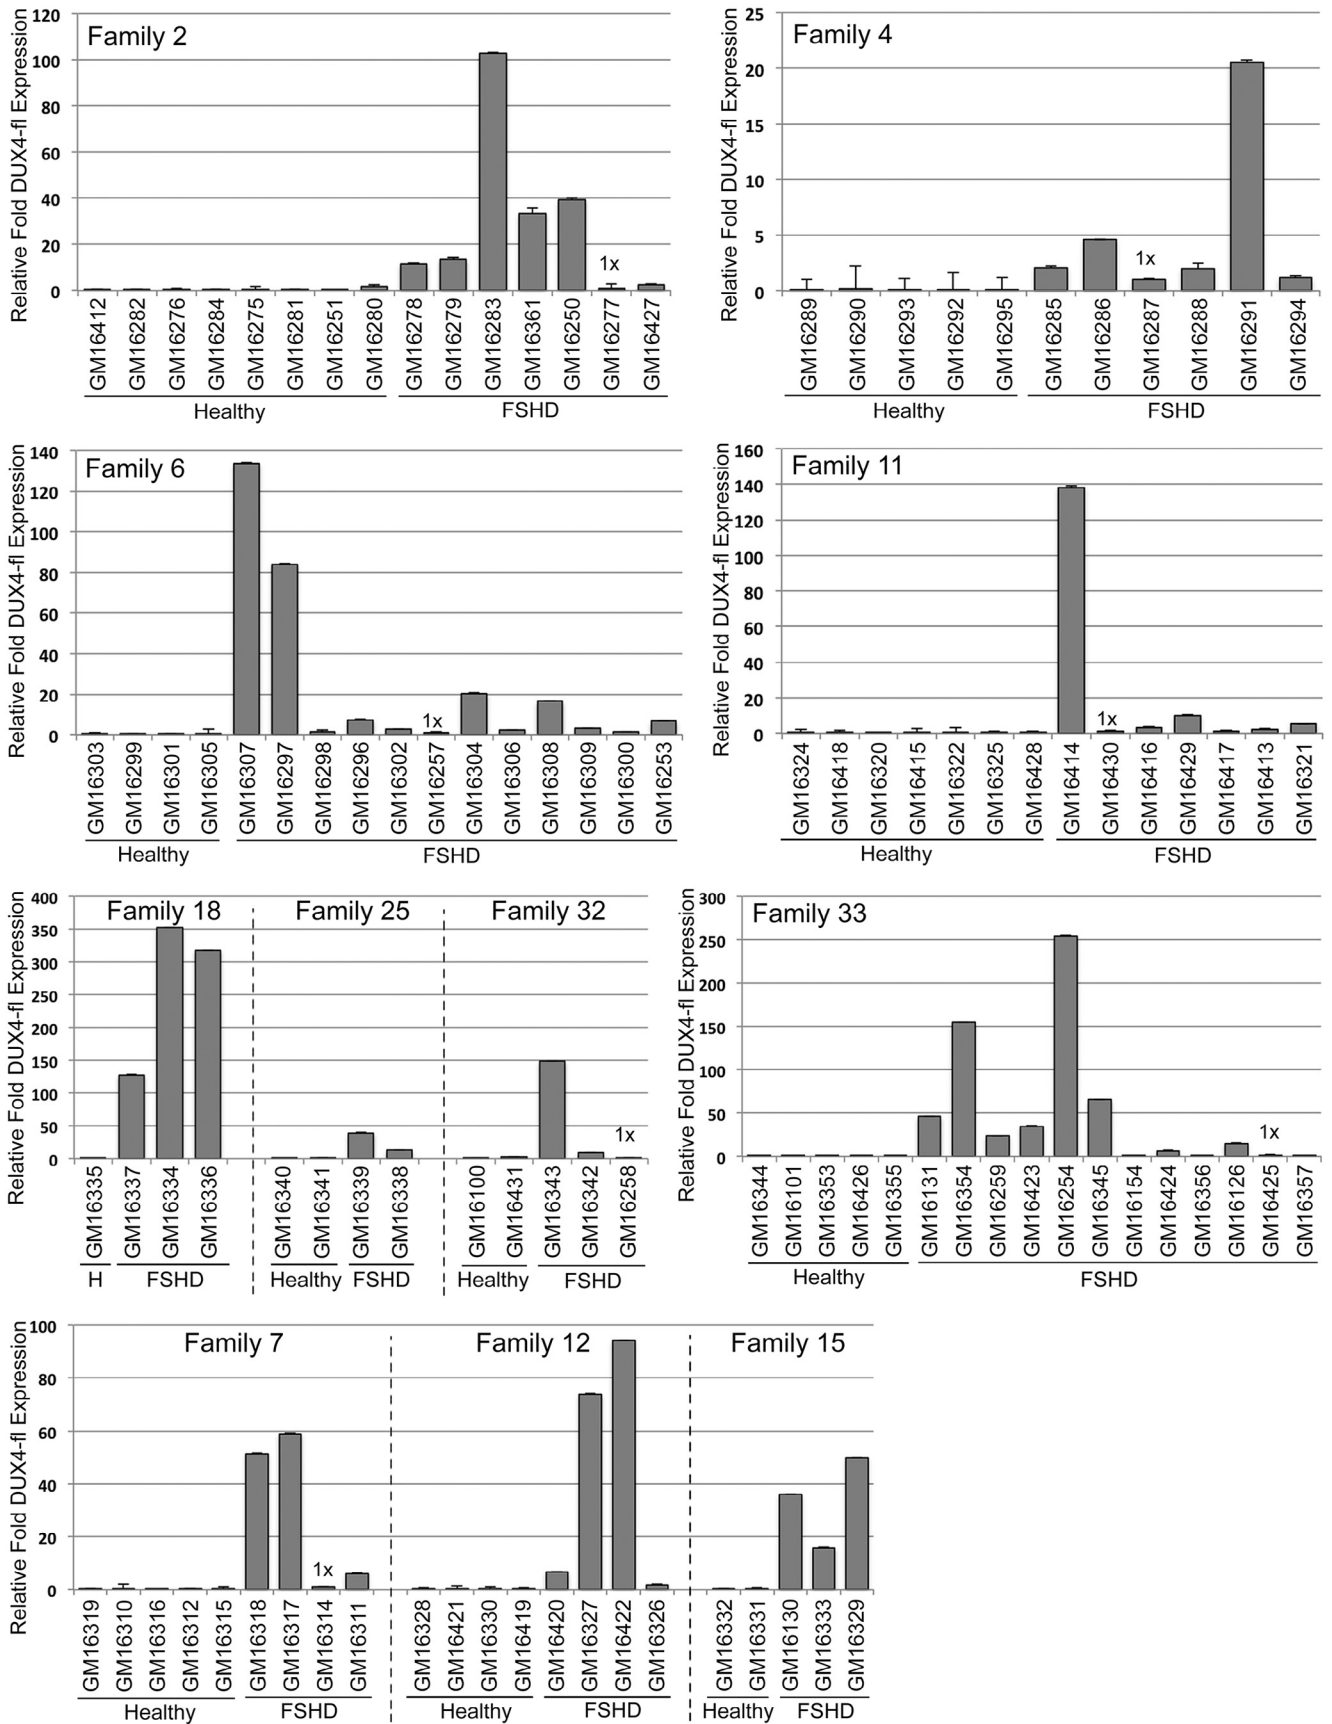 Relative Fold DUX4-fl Expression
Family 2
120
100
80
60
40
20
0
1x
GM16412
GM16282
GM16276
GM16284
GM16275
GM16281
GM16251
GM16280
GM16278
GM16279
GM16283
GM16361
GM16250
GM16277
GM16427
Healthy
FSHD
Relative Fold DUX4-fl Expression
Family 4
25
20
15
10
5
0
1x
GM16289
GM16290
GM16293
GM16292
GM16295
GM16285
GM16286
GM16287
GM16288
GM16291
GM16294
Healthy
FSHD
Relative Fold DUX4-fl Expression
Family 6
140
120
100
80
60
40
20
0
1x
GM16303
GM16299
GM16301
GM16305
GM16307
GM16297
GM16298
GM16296
GM16302
GM16257
GM16304
GM16306
GM16308
GM16309
GM16300
GM16253
Healthy
FSHD
Relative Fold DUX4-fl Expression
Family 11
160
140
120
100
80
60
40
20
0
1x
GM16324
GM16418
GM16320
GM16415
GM16322
GM16325
GM16428
GM16414
GM16430
GM16416
GM16429
GM16417
GM16413
GM16321
Healthy
FSHD
Relative Fold DUX4-fl Expression
Family 18
Family 25
Family 32
400
350
300
250
200
150
100
50
0
1x
GM16335
GM16337
GM16334
GM16336
GM16340
GM16341
GM16339
GM16338
GM16100
GM16431
GM16343
GM16342
GM16258
H
FSHD
Healthy
FSHD
Healthy
FSHD
Relative Fold DUX4-fl Expression
Family 33
300
250
200
150
100
50
0
1x
GM16344
GM16101
GM16353
GM16426
GM16355
GM16131
GM16354
GM16259
GM16423
GM16254
GM16345
GM16154
GM16424
GM16356
GM16126
GM16425
GM16357
Healthy
FSHD
Relative Fold DUX4-fl Expression
Family 7
Family 12
Family 15
100
80
60
40
20
0
1x
GM16319
GM16310
GM16316
GM16312
GM16315
GM16318
GM16317
GM16314
GM16311
GM16328
GM16421
GM16330
GM16419
GM16420
GM16327
GM16422
GM16326
GM16332
GM16331
GM16130
GM16333
GM16329
Healthy
FSHD
Healthy
FSHD
Healthy
FSHD